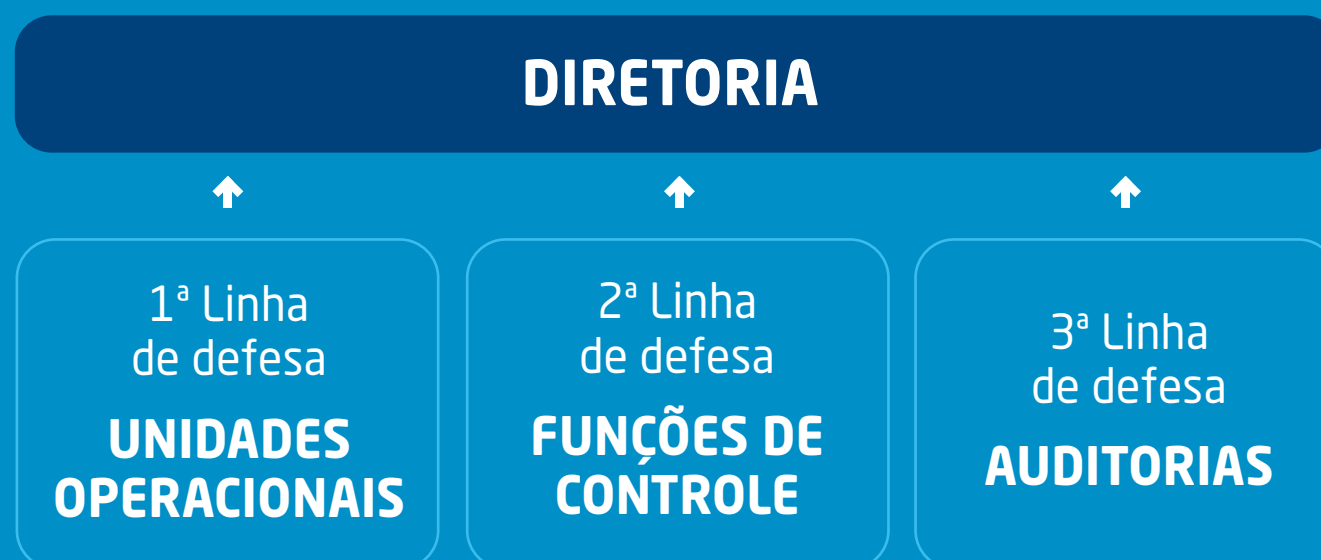 DIRETORIA
1ª Linha
de defesa
UNIDADES
OPERACIONAIS
2ª Linha
de defesa
FUNÇÕES DE
CONTROLE
3ª Linha
de defesa
AUDITORIAS